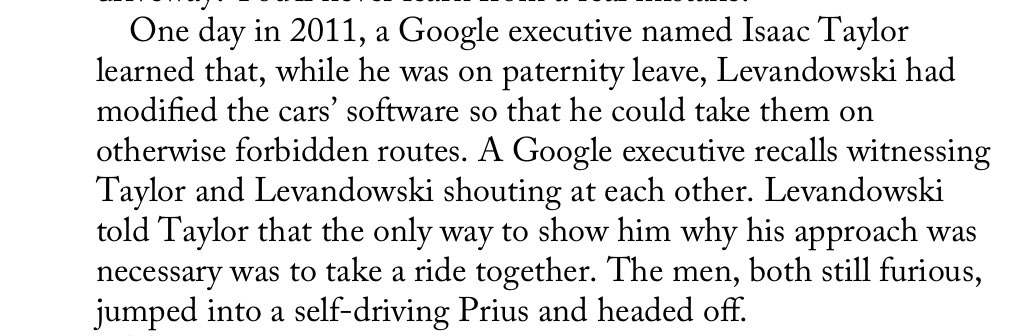 One day in 2011, a Google executive named Isaac Taylor
learned that, while he was on paternity leave, Levandowski had
modified the cars’ software so that he could take them on
otherwise forbidden routes. A Google executive recalls witnessing
Taylor and Levandowski shouting at each other. Levandowski
told Taylor that the only way to show him why his approach was
necessary was to take a ride together. The men, both still furious,
jumped into a self-driving Prius and headed off.